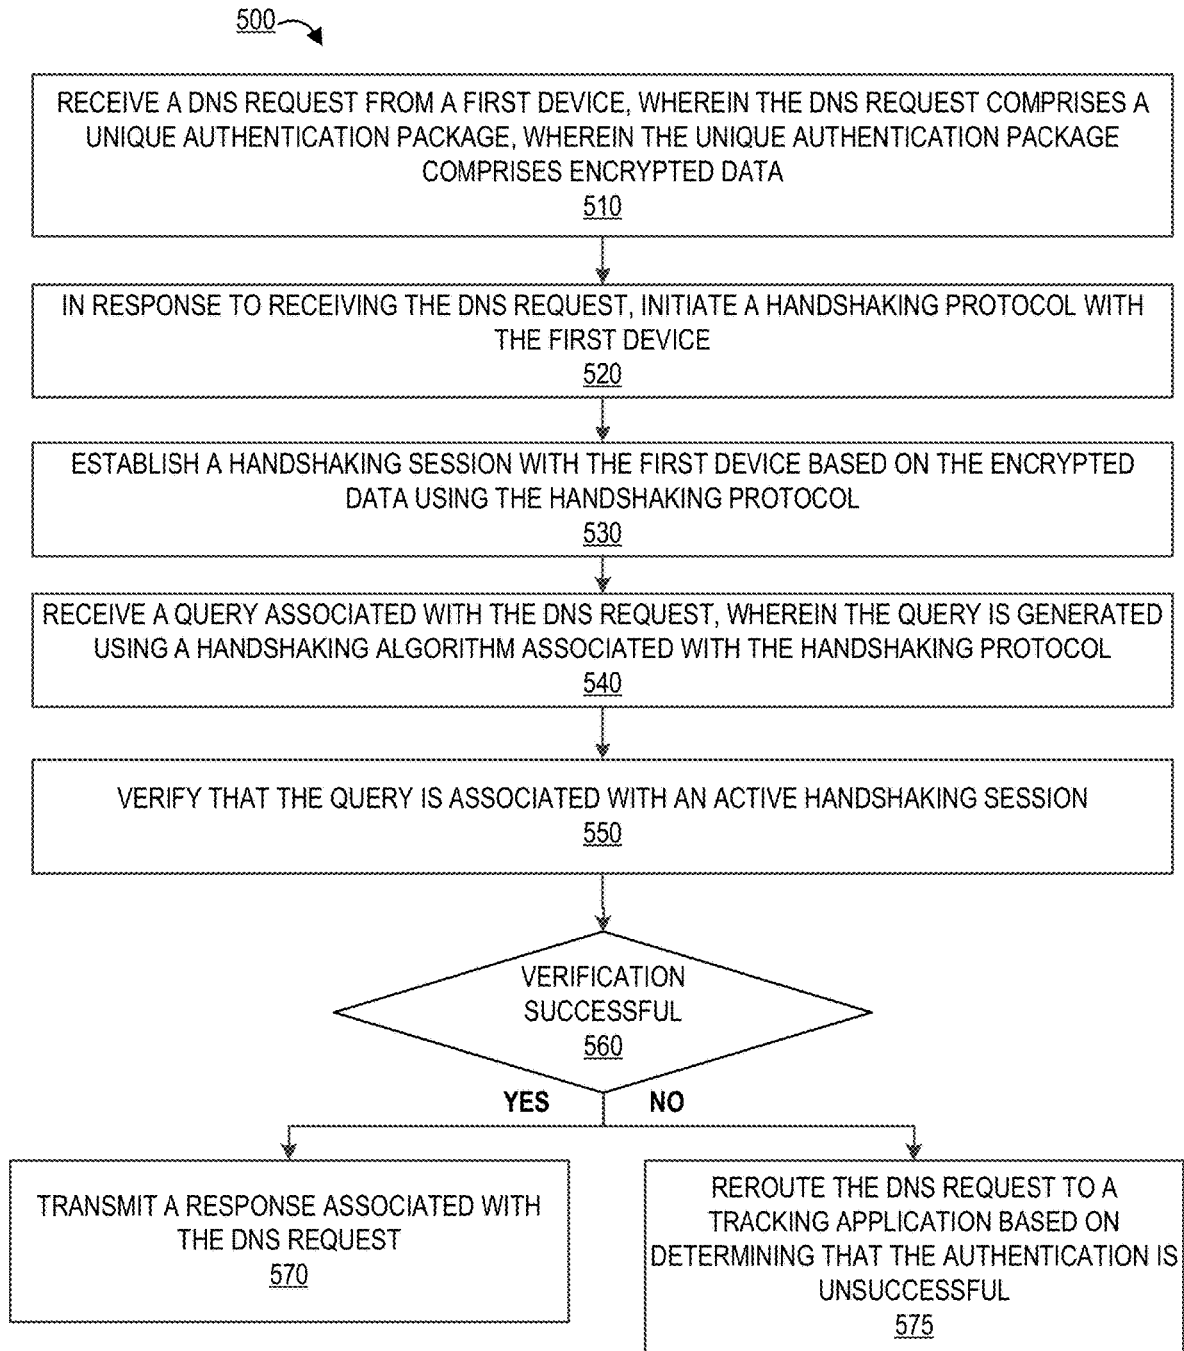 500
RECEIVE A DNS REQUEST FROM A FIRST DEVICE, WHEREIN THE DNS REQUEST COMPRISES A
UNIQUE AUTHENTICATION PACKAGE, WHEREIN THE UNIQUE AUTHENTICATION PACKAGE
COMPRISES ENCRYPTED DATA
510
IN RESPONSE TO RECEIVING THE DNS REQUEST, INITIATE A HANDSHAKING PROTOCOL WITH
THE FIRST DEVICE
520
ESTABLISH A HANDSHAKING SESSION WITH THE FIRST DEVICE BASED ON THE ENCRYPTED
DATA USING THE HANDSHAKING PROTOCOL
530
RECEIVE A QUERY ASSOCIATED WITH THE DNS REQUEST, WHEREIN THE QUERY IS GENERATED
USING A HANDSHAKING ALGORITHM ASSOCIATED WITH THE HANDSHAKING PROTOCOL
540
VERIFY THAT THE QUERY IS ASSOCIATED WITH AN ACTIVE HANDSHAKING SESSION
550
VERIFICATION
SUCCESSFUL
560
YES NO
TRANSMIT A RESPONSE ASSOCIATED WITH
THE DNS REQUEST
570
REROUTE THE DNS REQUEST TO A
TRACKING APPLICATION BASED ON
DETERMINING THAT THE AUTHENTICATION IS
UNSUCCESSFUL
575